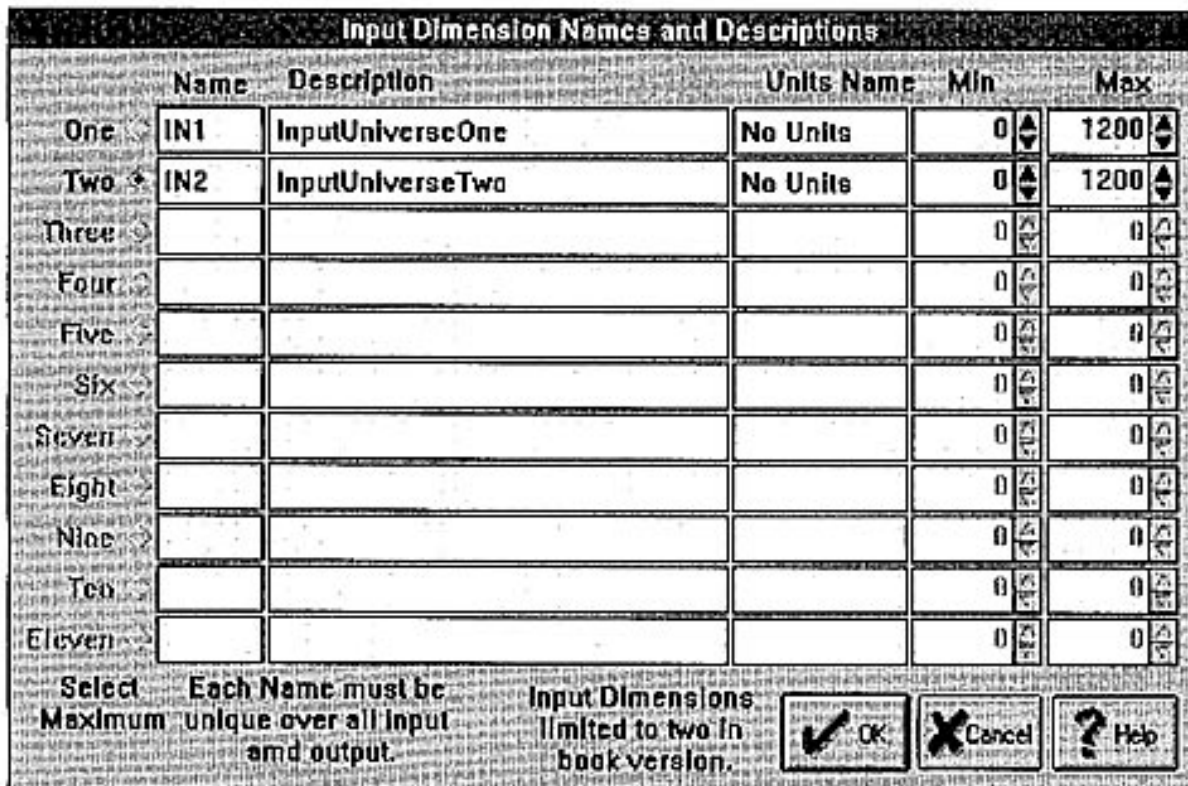 Input Dimension Names and Descriptions
Name Description Units Name Min Max
One IN1 InputUniverseOne No Units 0 1200
Two IN2 InputUniverseTwo No Units 0 1200
Three 0 0
Four 0 0
Five 0 0
Six 0 0
Seven 0 0
Eight 0 0
Nine 0 0
Ten 0 0
Eleven 0 0
Select
Maximum
Each Name must be
unique over all input
amd output.
Input Dimensions
limited to two in
book version.
OK
Cancel
Help